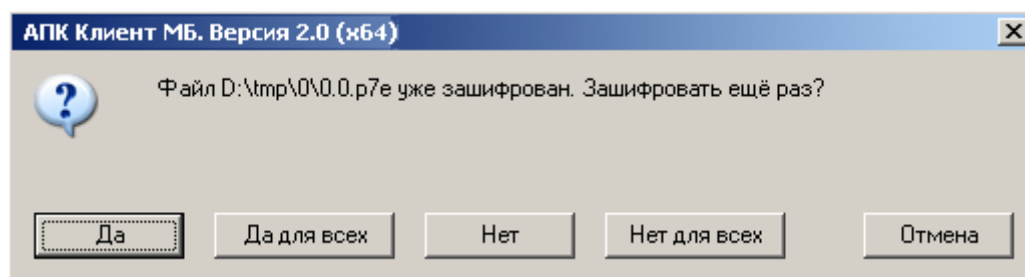 АПК Клиент МБ. Версия 2.0 (x64)
Файл D:\tmp\0\0.0.p7e уже зашифрован. Зашифровать ещё раз?
Да Да для всех Нет Нет для всех Отмена